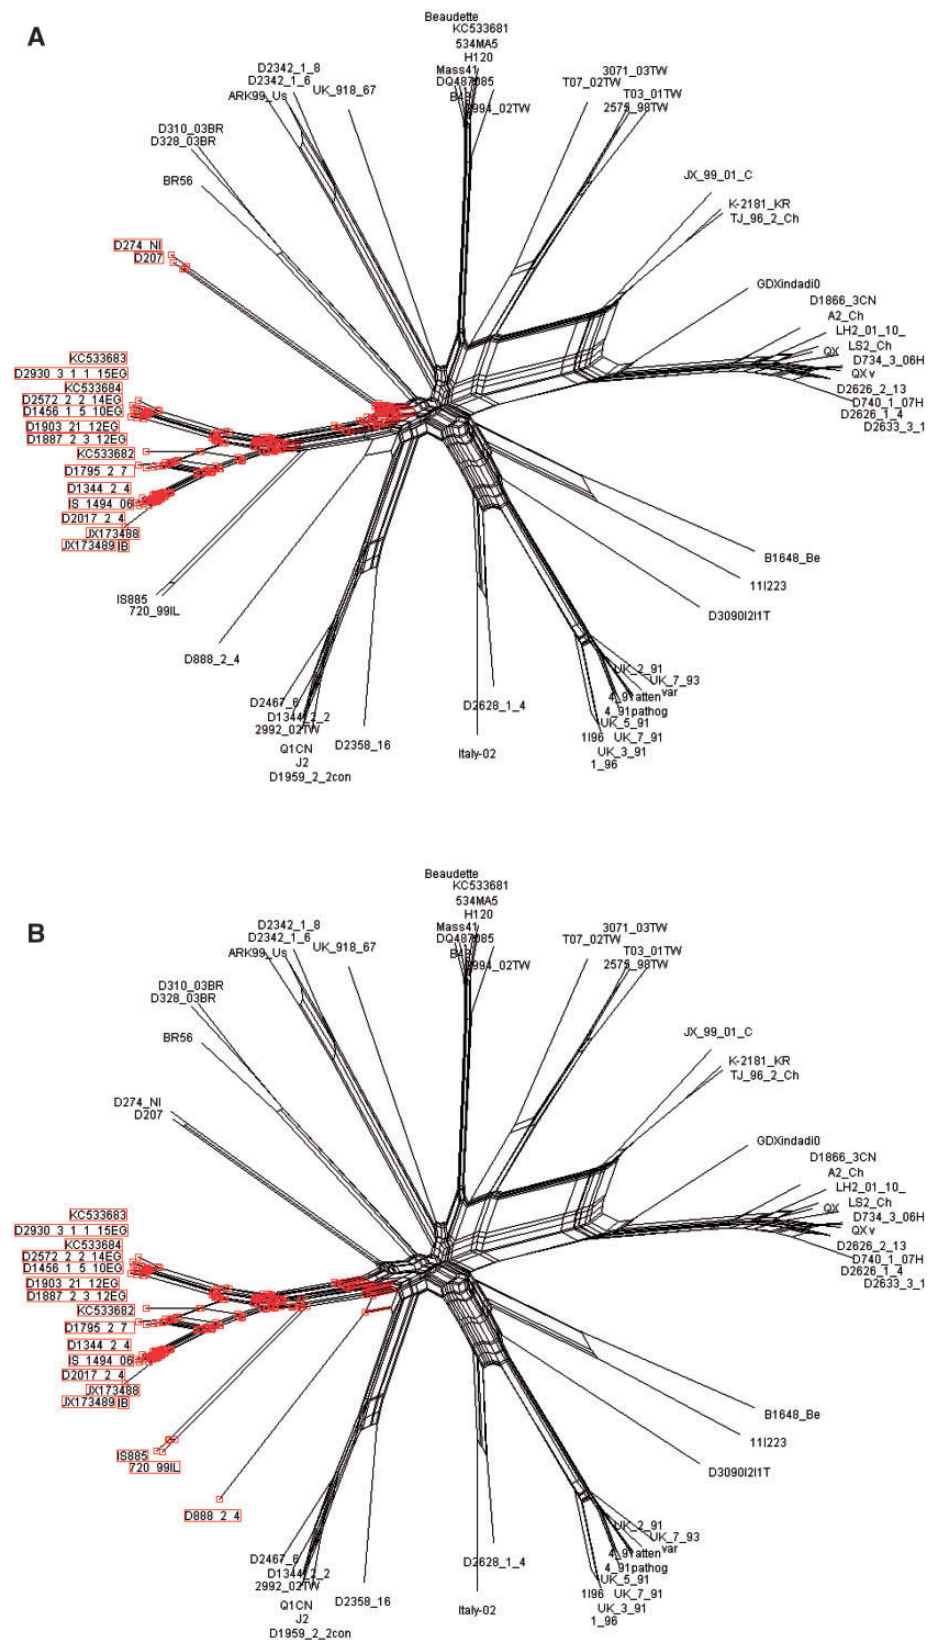 A
Beaudette
KC533681
534MA5
H120
Mass41
DQ487085
2994_02TW
D2342_1_8
D2342_1_6
ARK99_Us
UK_918_67
3071_03TW
T07_02TW
T03_01TW
2575_98TW
D310_03BR
D328_03BR
BR56
JX_99_01_C
K-2181_KR
TJ_96_2_Ch
D274_NI
D207
GDXindadi0
D1866_3CN
A2_Ch
LH2_01_10_
LS2_Ch
QX
D734_3_06H
QXv
D2626_2_13
D740_1_07H
D2626_1_4
D2633_3_1
KC533683
D2930_3_1_1_15EG
KC533684
D2572_2_2_14EG
D1456_1_5_10EG
D1903_21_12EG
D1887_2_3_12EG
KC533682
D1795_2_7
D1344_2_4
IS_1494_06
D2017_2_4
JX173488
JX173489 IB
IS885
720_99IL
D888_2_4
B1648_Be
11I223
D3090I2I1T
D2467_6
D1344_2_2
2992_02TW
Q1CN
J2
D1959_2_2con
D2358_16
D2628_1_4
Italy-02
UK_2_91
UK_7_93
var
4_91atten
4_91pathog
UK_5_91
1I96
UK_7_91
UK_3_91
1_96
B
Beaudette
KC533681
534MA5
H120
Mass41
DQ487085
2994_02TW
D2342_1_8
D2342_1_6
ARK99_Us
UK_918_67
3071_03TW
T07_02TW
T03_01TW
2575_98TW
D310_03BR
D328_03BR
BR56
JX_99_01_C
K-2181_KR
TJ_96_2_Ch
D274_NI
D207
GDXindadi0
D1866_3CN
A2_Ch
LH2_01_10_
LS2_Ch
QX
D734_3_06H
QXv
D2626_2_13
D740_1_07H
D2626_1_4
D2633_3_1
KC533683
D2930_3_1_1_15EG
KC533684
D2572_2_2_14EG
D1456_1_5_10EG
D1903_21_12EG
D1887_2_3_12EG
KC533682
D1795_2_7
D1344_2_4
IS_1494_06
D2017_2_4
JX173488
JX173489 IB
IS885
720_99IL
D888_2_4
B1648_Be
11I223
D3090I2I1T
D2467_6
D1344_2_2
2992_02TW
Q1CN
J2
D1959_2_2con
D2358_16
D2628_1_4
Italy-02
UK_2_91
UK_7_93
var
4_91atten
4_91pathog
UK_5_91
1I96
UK_7_91
UK_3_91
1_96